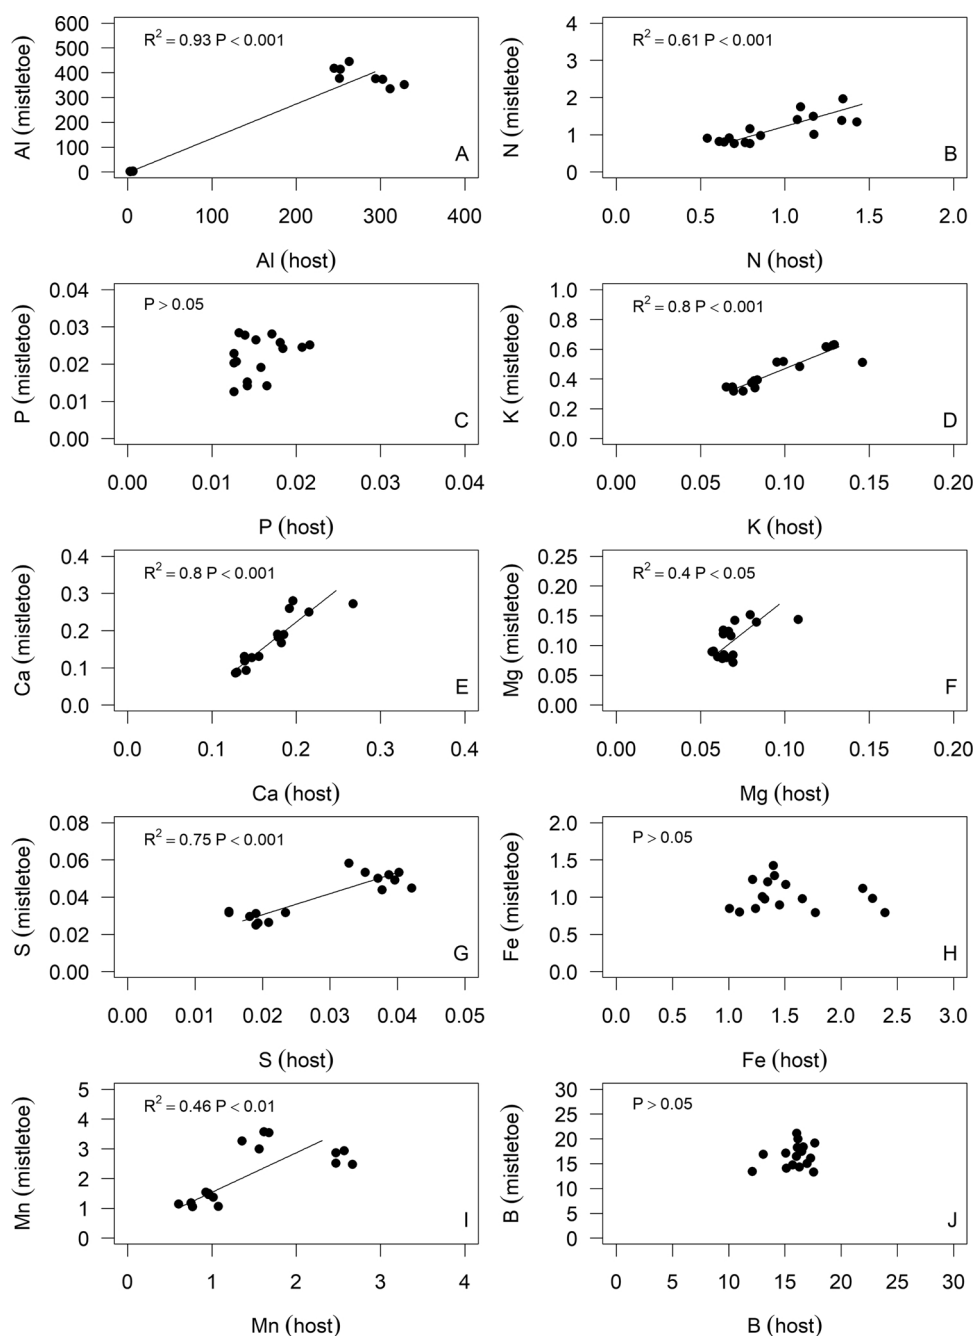 R² = 0.93 P < 0.001
Al (mistletoe)
600
500
400
300
200
100
0
A
0 100 200 300 400
Al (host)
R² = 0.61 P < 0.001
N (mistletoe)
4
3
2
1
0
B
0.0 0.5 1.0 1.5 2.0
N (host)
P > 0.05
P (mistletoe)
0.04
0.03
0.02
0.01
0.00
C
0.00 0.01 0.02 0.03 0.04
P (host)
R² = 0.8 P < 0.001
K (mistletoe)
1.0
0.8
0.6
0.4
0.2
0.0
D
0.00 0.05 0.10 0.15 0.20
K (host)
R² = 0.8 P < 0.001
Ca (mistletoe)
0.4
0.3
0.2
0.1
0.0
E
0.0 0.1 0.2 0.3 0.4
Ca (host)
R² = 0.4 P < 0.05
Mg (mistletoe)
0.25
0.20
0.15
0.10
0.05
0.00
F
0.00 0.05 0.10 0.15 0.20
Mg (host)
R² = 0.75 P < 0.001
S (mistletoe)
0.08
0.06
0.04
0.02
0.00
G
0.00 0.01 0.02 0.03 0.04 0.05
S (host)
P > 0.05
Fe (mistletoe)
2.0
1.5
1.0
0.5
0.0
H
0.0 0.5 1.0 1.5 2.0 2.5 3.0
Fe (host)
R² = 0.46 P < 0.01
Mn (mistletoe)
5
4
3
2
1
0
I
0 1 2 3 4
Mn (host)
P > 0.05
B (mistletoe)
30
25
20
15
10
5
0
J
0 5 10 15 20 25 30
B (host)